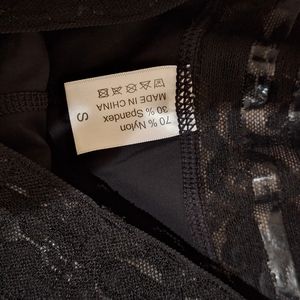 70% Nylon
30% Spandex
MADE IN CHINA
S